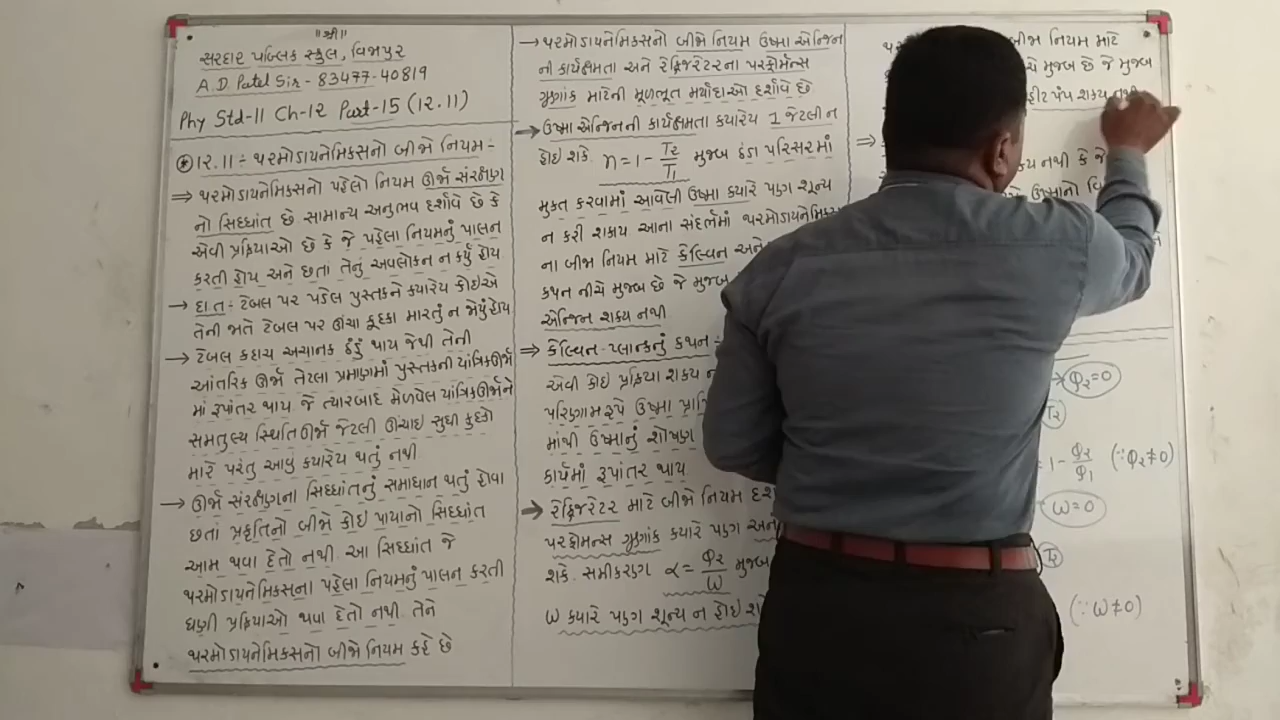 ॥ શ્રી ॥
સરદાર પબ્લિક સ્કુલ, વિજાપુર
A.D. Patel Sir - 83477-40819
Phy Std-11 Ch-12 Part-15 (૧૨.11)
* ૧૨.11 ÷ થરમોડાયનેમિક્સનો બીજો નિયમ -
⇒ થરમોડાયનેમિક્સનો પહેલો નિયમ ઊર્જા સંરક્ષણ
નો સિદ્ધાંત છે સામાન્ય અનુભવ દર્શાવે છે કે
એવી પ્રક્રિયાઓ છે કે જે પહેલા નિયમનું પાલન
કરતી હોય અને છતાં તેનું અવલોકન ન કર્યું હોય
→ દા.ત ÷ ટેબલ પર પડેલ પુસ્તકને ક્યારેય કોઇએ
તેની જાતે ટેબલ પર ઊંચા કૂદકા મારતું ન જોયું હોય
→ ટેબલ કદાચ અચાનક ઠંડું થાય જેથી તેની
આંતરિક ઊર્જા તેટલા પ્રમાણમાં પુસ્તકની યાંત્રિકઊર્જા
માં રૂપાંતર થાય. જે ત્યારબાદ મેળવેલ યાંત્રિકઊર્જાને
સમતુલ્ય સ્થિતિઊર્જા જેટલી ઊંચાઇ સુધી કુદકો
મારે પરંતુ આવું ક્યારેય થતું નથી.
→ ઊર્જા સંરક્ષણના સિદ્ધાંતનું સમાધાન થતું હોવા
છતાં પ્રકૃતિનો બીજો કોઇ પાયાનો સિદ્ધાંત
આમ થવા દેતો નથી. આ સિદ્ધાંત જે
થરમોડાયનેમિક્સના પહેલા નિયમનું પાલન કરતી
ઘણી પ્રક્રિયાઓ થવા દેતો નથી. તેને
થરમોડાયનેમિક્સનો બીજો નિયમ કહે છે
→ થરમોડાયનેમિક્સનો બીજો નિયમ ઉષ્મા એન્જિન
ની કાર્યક્ષમતા અને રેફ્રિજરેટરના પરફોર્મન્સ
ગુણાંક માટેની મૂળભૂત મર્યાદાઓ દર્શાવે છે.
→ ઉષ્મા એન્જિનની કાર્યક્ષમતા ક્યારેય 1 જેટલી ન
હોઇ શકે. n = 1 - T₂/T₁ મુજબ ઠંડા પરિસરમાં
મુક્ત કરવામાં આવેલી ઉષ્મા ક્યારે પણ શૂન્ય
ન કરી શકાય આના સંદર્ભમાં થરમોડાયનેમિક્સ
ના બીજા નિયમ માટે કેલ્વિન અને
કથન નીચે મુજબ છે જે મુજબ
એન્જિન શક્ય નથી
⇒ કેલ્વિન-પ્લાન્કનું કથન ÷
એવી કોઇ પ્રક્રિયા શક્ય ન
પરિણામ રૂપે ઉષ્મા
માંથી ઉષ્માનું શોષણ
કાર્યમાં રૂપાંતર થાય
→ રેફ્રિજરેટર માટે બીજો નિયમ
પરફોર્મન્સ ગુણાંક ક્યારે પણ અનં
શકે. સમીકરણ α = Q₂/W મુજબ
W ક્યારે પણ શૂન્ય ન હોઇ શકે
બીજા નિયમ માટે
મુજબ છે જે મુજબ
હીટ પંપ શક્ય નથી
⇒
નથી કે જે
ઉષ્માનો
→ Q₂=0
T₂
= 1 - Q₂/Q₁ (∵Q₂≠0)
→ W=0
T₂
(∵W≠0)